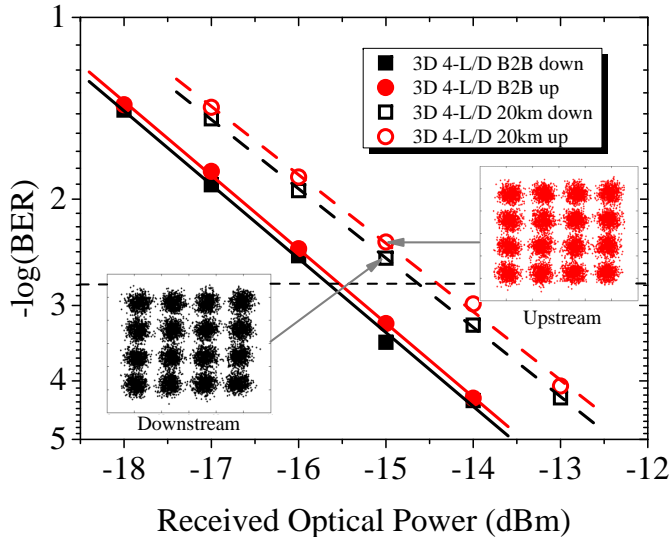 1
2
3
4
5
-log(BER)
3D 4-L/D B2B down
3D 4-L/D B2B up
3D 4-L/D 20km down
3D 4-L/D 20km up
Upstream
Downstream
-18 -17 -16 -15 -14 -13 -12
Received Optical Power (dBm)